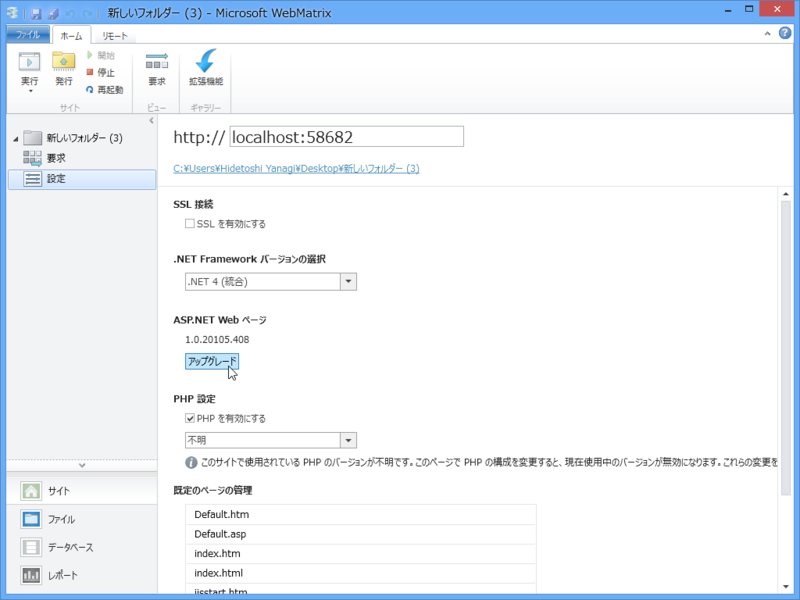 新しいフォルダー (3) - Microsoft WebMatrix
ファイル
ホーム
リモート
実行
発行
開始
停止
再起動
サイト
要求
ビュー
拡張機能
ギャラリー
新しいフォルダー (3)
要求
設定
サイト
ファイル
データベース
レポート
http:// localhost:58682
C:¥Users¥Hidetoshi Yanagi¥Desktop¥新しいフォルダー (3)
SSL 接続
SSL を有効にする
.NET Framework バージョンの選択
.NET 4 (統合)
ASP.NET Web ページ
1.0.20105.408
アップグレード
PHP 設定
PHP を有効にする
不明
このサイトで使用されている PHP のバージョンが不明です。このページで PHP の構成を変更すると、現在使用中のバージョンが無効になります。これらの変更を
既定のページの管理
Default.htm
Default.asp
index.htm
index.html
iisstart.htm